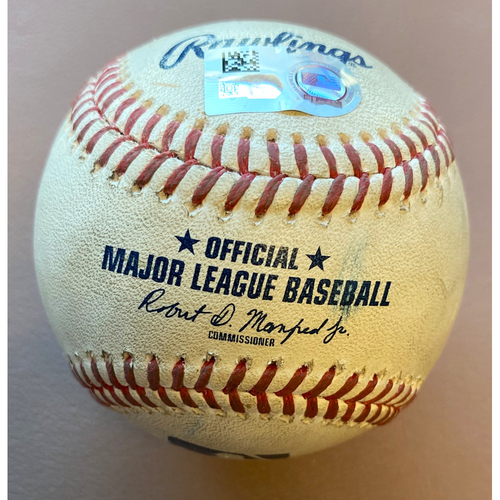 Rawlings
★ OFFICIAL ★
MAJOR LEAGUE BASEBALL
Robert D. Manfred Jr.
COMMISSIONER